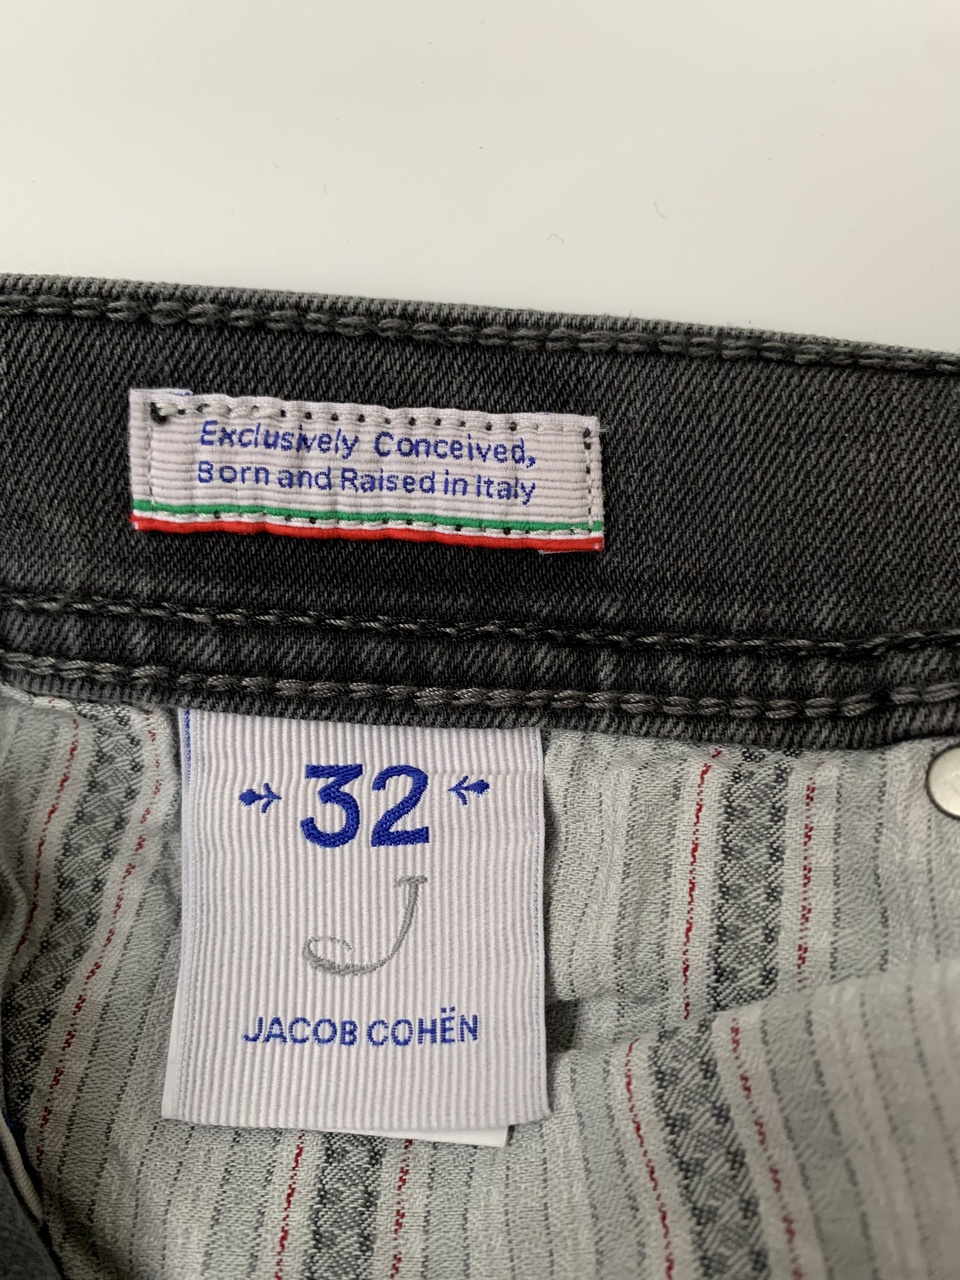 Exclusively Conceived,
Born and Raised in Italy
32
J
JACOB COHËN